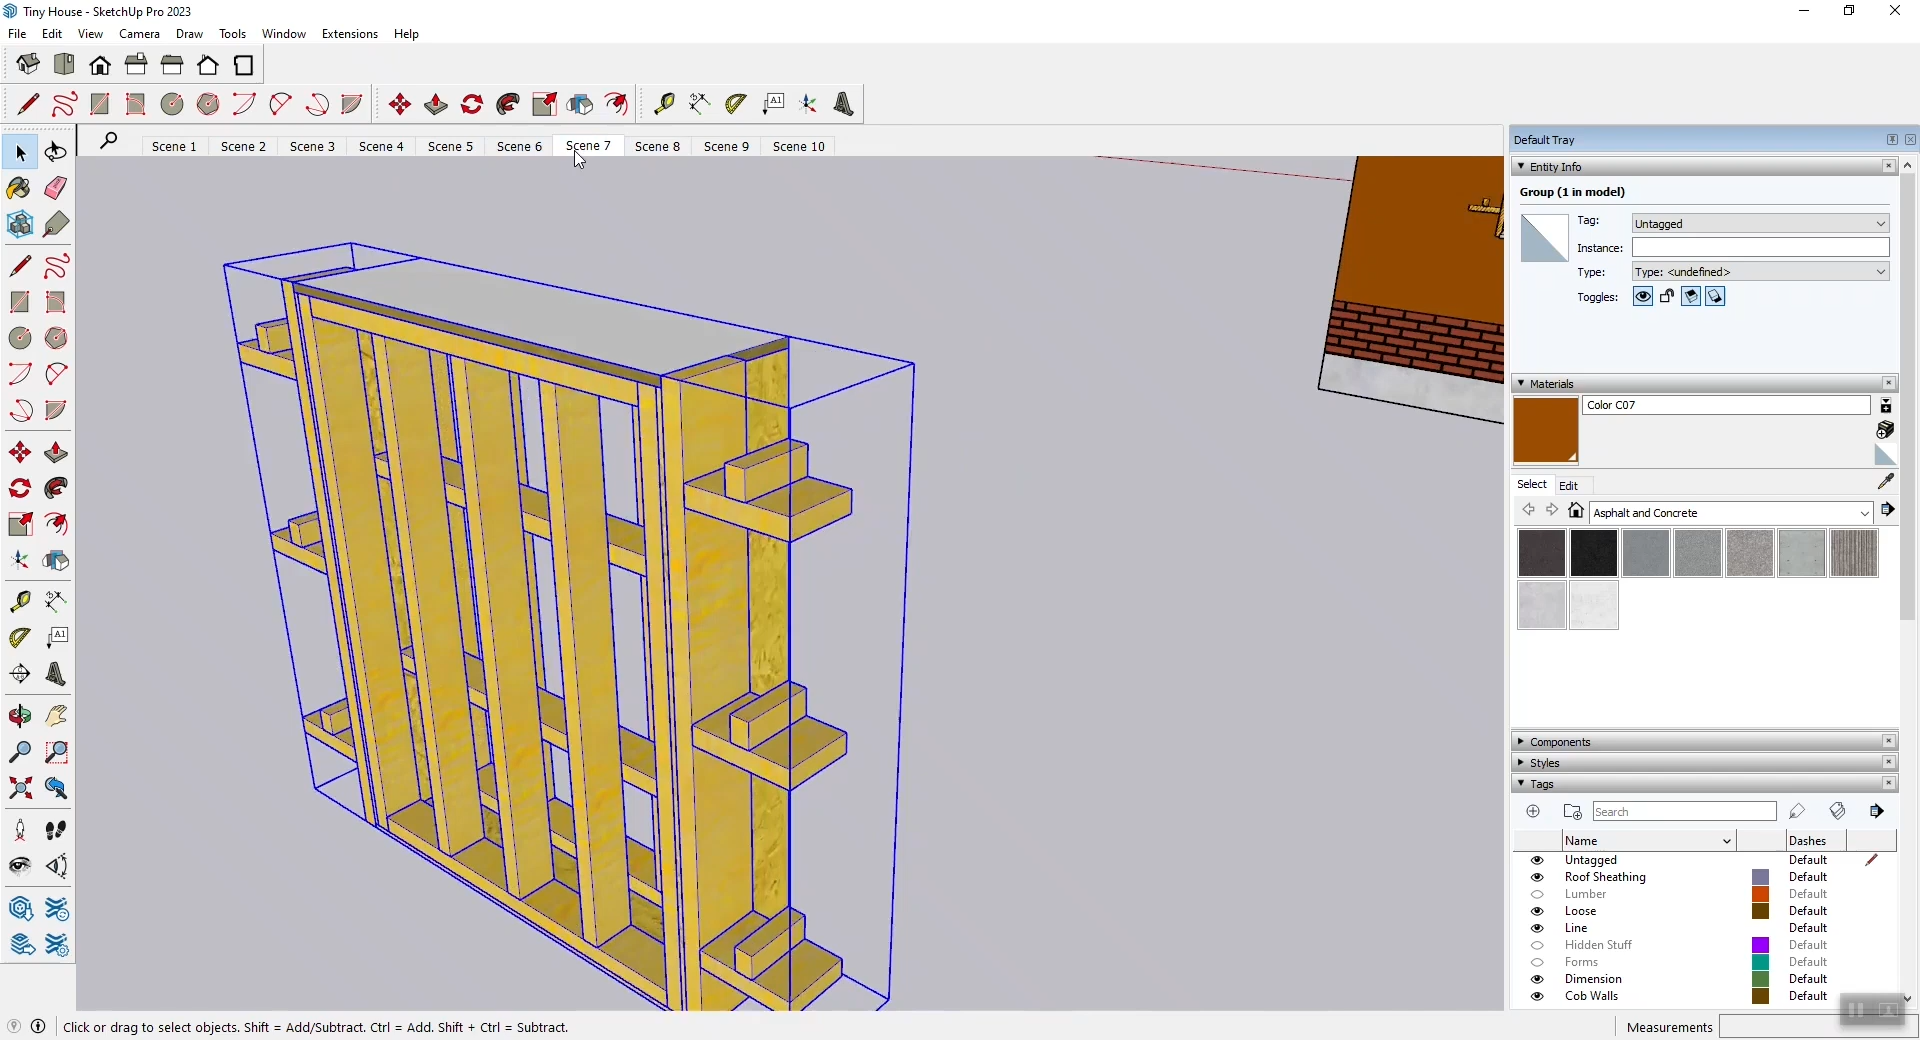 Tiny House - SketchUp Pro 2023
File Edit View Camera Draw Tools Window Extensions Help
A1
Scene 1 Scene 2 Scene 3 Scene 4 Scene 5 Scene 6 Scene 7 Scene 8 Scene 9 Scene 10
Default Tray
Entity Info
Group (1 in model)
Tag: Untagged
Instance:
Type: Type: <undefined>
Toggles:
Materials
Color C07
Select Edit
Asphalt and Concrete
A1
Components
Styles
Tags
Search
Name Dashes
Untagged Default
Roof Sheathing Default
Lumber Default
Loose Default
Line Default
Hidden Stuff Default
Forms Default
Dimension Default
Cob Walls Default
Click or drag to select objects. Shift = Add/Subtract. Ctrl = Add. Shift + Ctrl = Subtract.
Measurements